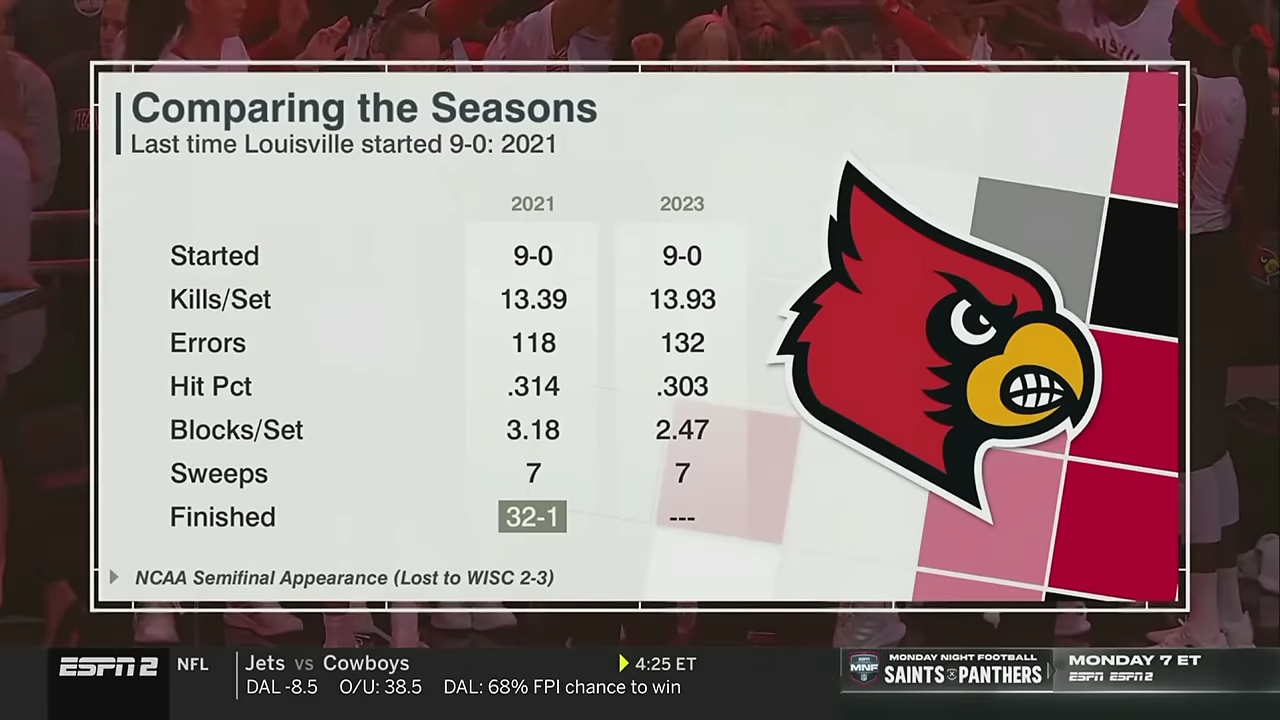 Comparing the Seasons
Last time Louisville started 9-0: 2021
2021 2023
Started 9-0 9-0
Kills/Set 13.39 13.93
Errors 118 132
Hit Pct .314 .303
Blocks/Set 3.18 2.47
Sweeps 7 7
Finished 32-1 ---
NCAA Semifinal Appearance (Lost to WISC 2-3)
ESPN2 NFL Jets vs Cowboys 4:25 ET
DAL -8.5 O/U: 38.5 DAL: 68% FPI chance to win
MNF MONDAY NIGHT FOOTBALL
SAINTS VS PANTHERS
MONDAY 7 ET
ESPN ESPN2